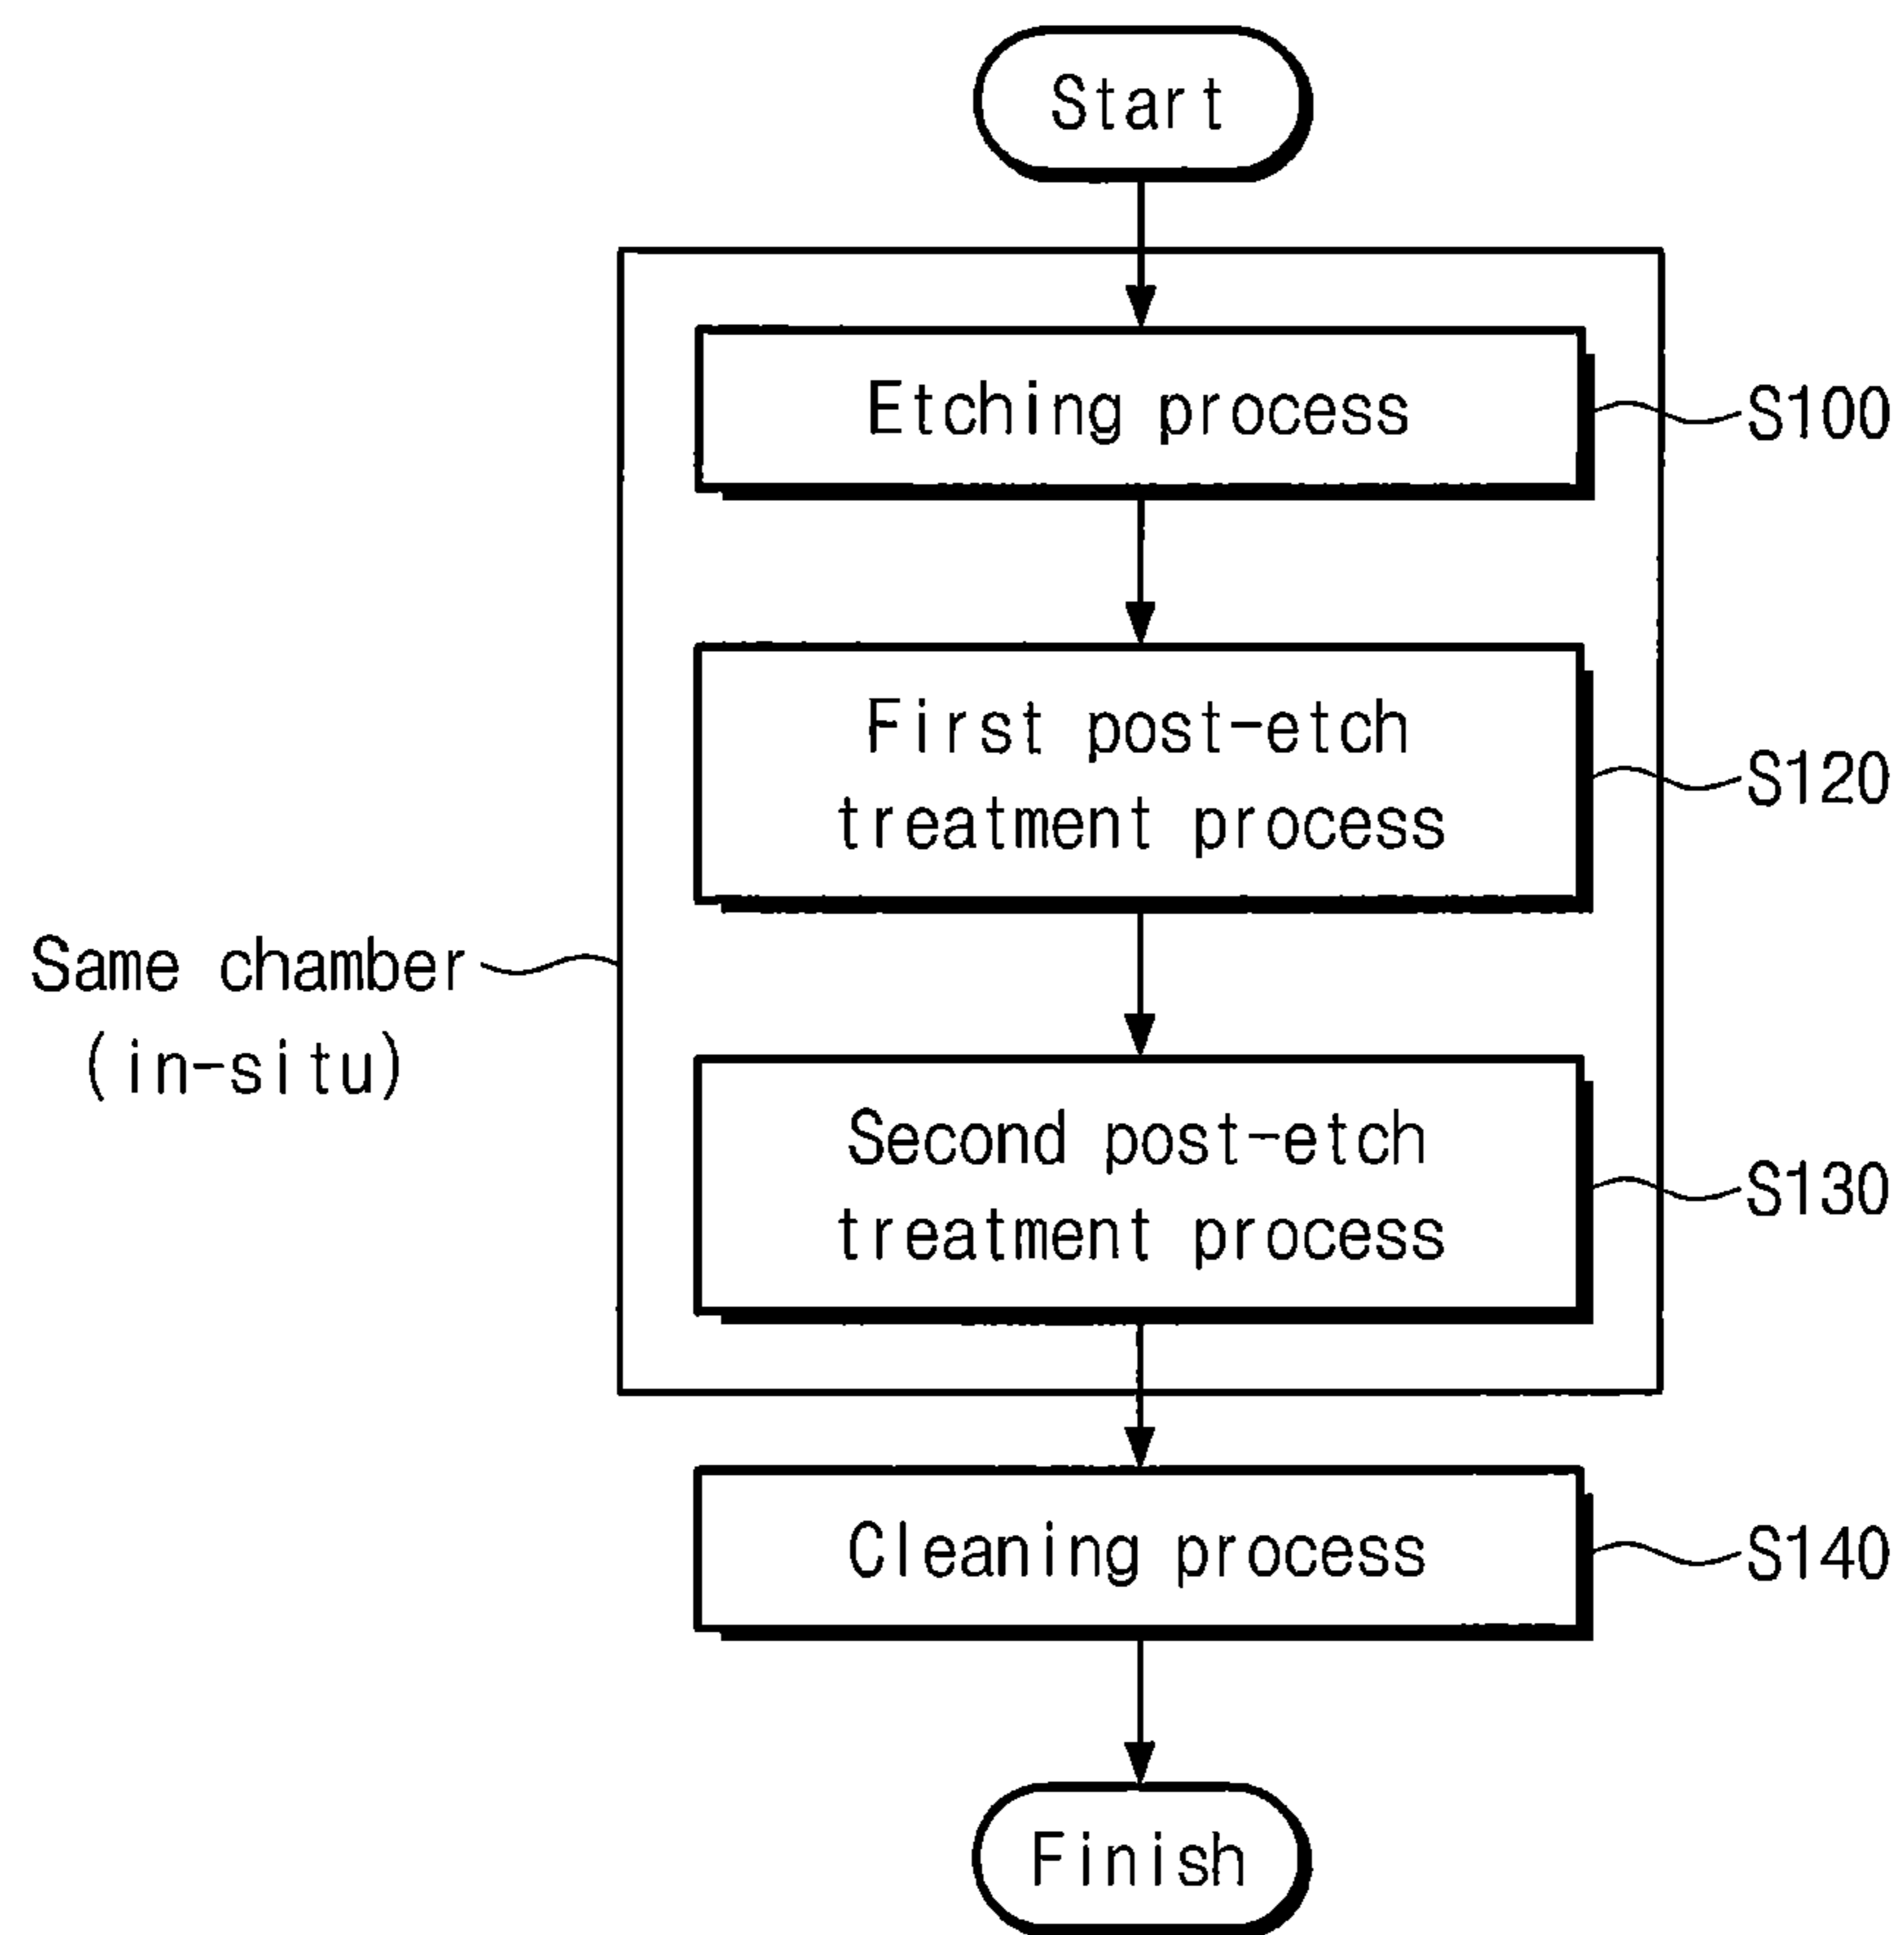 Start
Etching process
S100
First post-etch
treatment process
S120
Same chamber
(in-situ)
Second post-etch
treatment process
S130
Cleaning process
S140
Finish